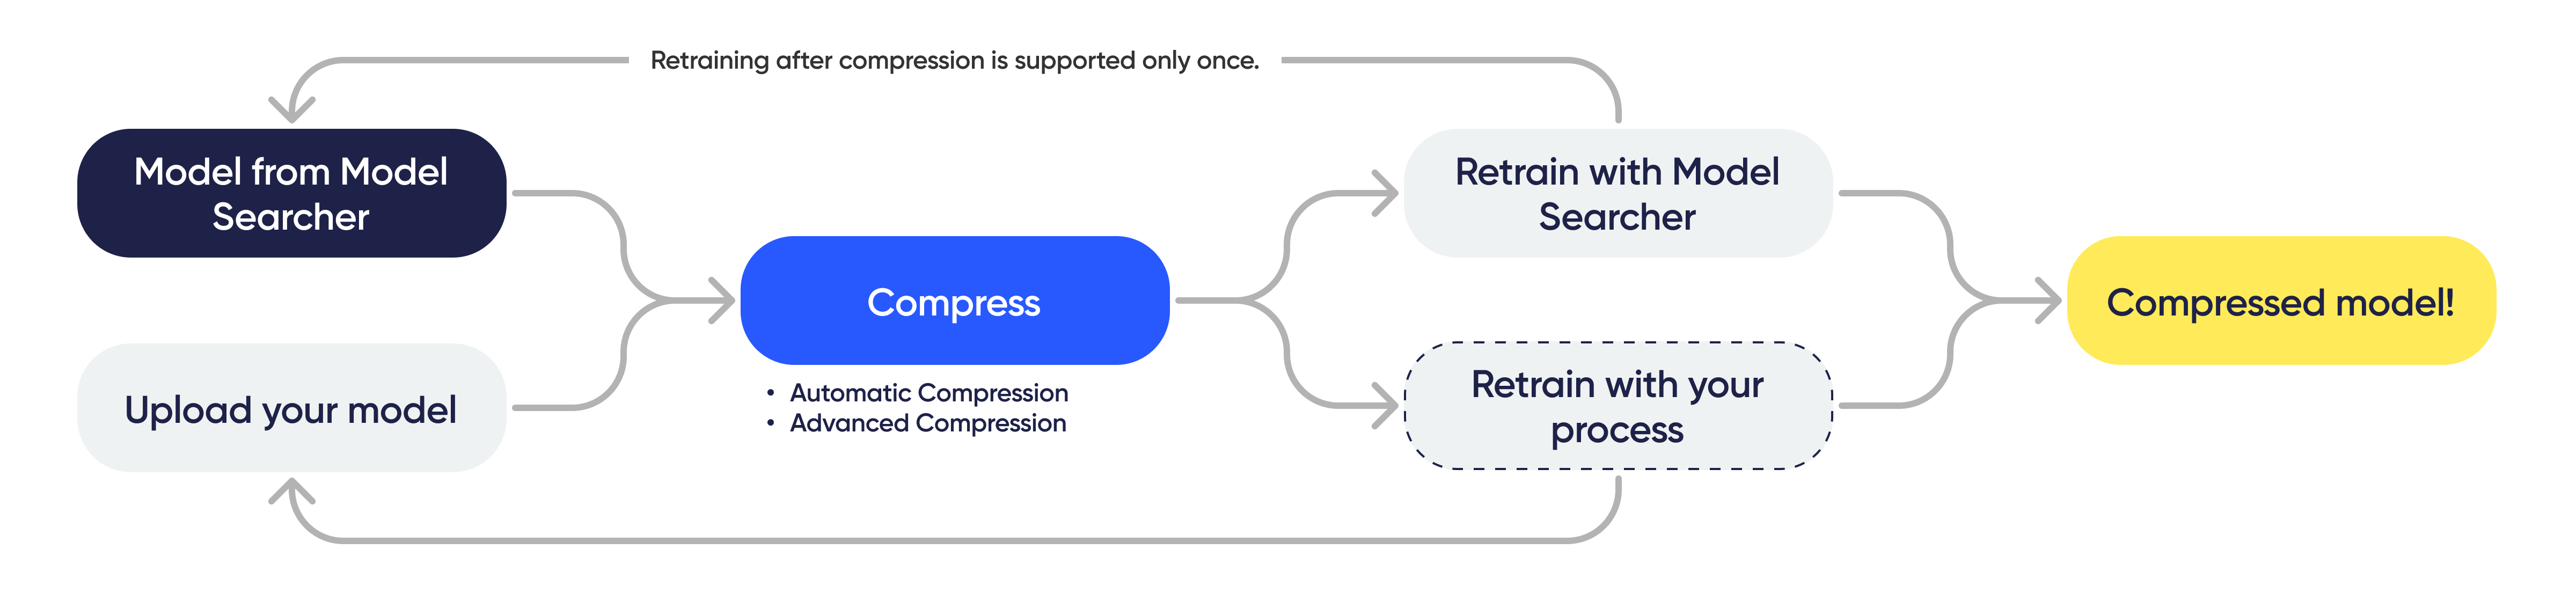 Retraining after compression is supported only once.
Model from Model
Searcher
Upload your model
Compress
• Automatic Compression
• Advanced Compression
Retrain with Model
Searcher
Retrain with your
process
Compressed model!